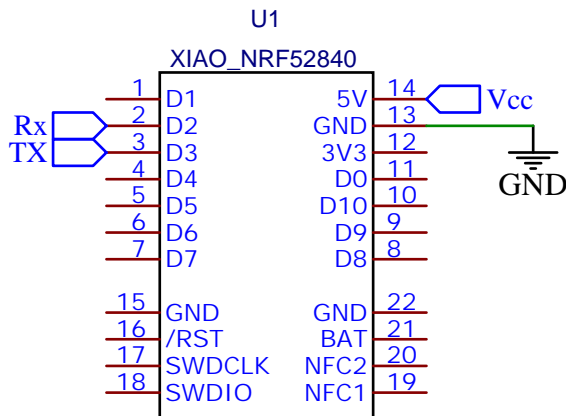 U1
XIAO_NRF52840
1 D1 5V 14 Vcc
Rx 2 D2 GND 13
TX 3 D3 3V3 12
4 D4 D0 11 GND
5 D5 D10 10
6 D6 D9 9
7 D7 D8 8
15 GND GND 22
16 /RST BAT 21
17 SWDCLK NFC2 20
18 SWDIO NFC1 19